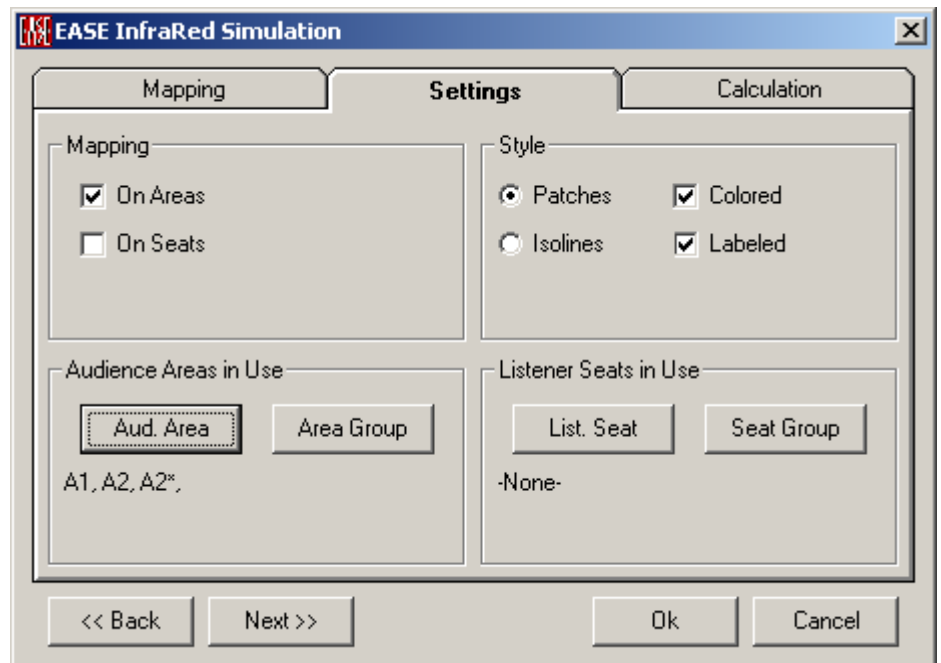 EASE InfraRed Simulation
Mapping
Settings
Calculation
Mapping
On Areas
On Seats
Style
Patches
Colored
Isolines
Labeled
Audience Areas in Use
Aud. Area
Area Group
A1, A2, A2*,
Listener Seats in Use
List. Seat
Seat Group
-None-
<< Back
Next >>
Ok
Cancel